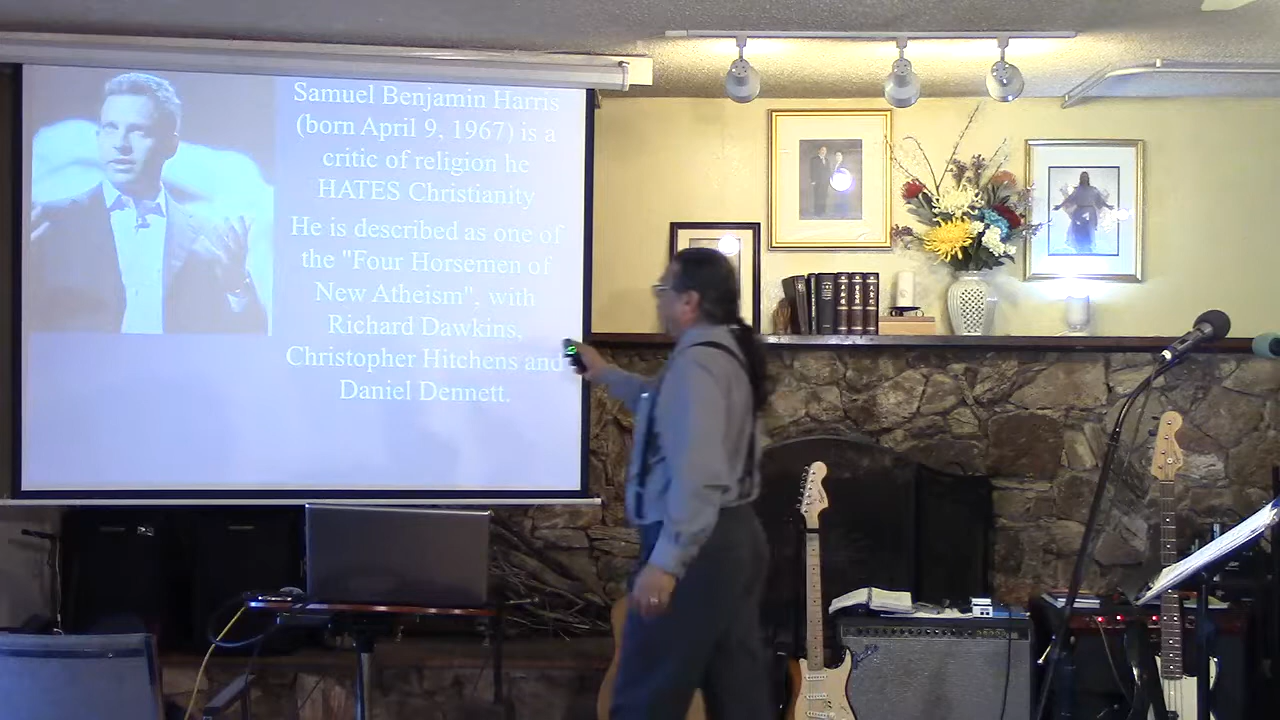 Samuel Benjamin Harris
(born April 9, 1967) is a
critic of religion he
HATES Christianity
He is described as one of
the "Four Horsemen of
New Atheism", with
Richard Dawkins,
Christopher Hitchens and
Daniel Dennett.